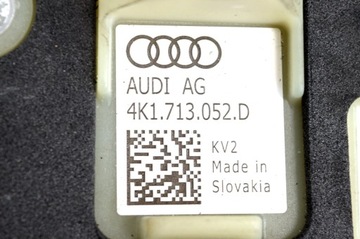 AUDI AG
4K1.713.052.D
KV2
Made in
Slovakia